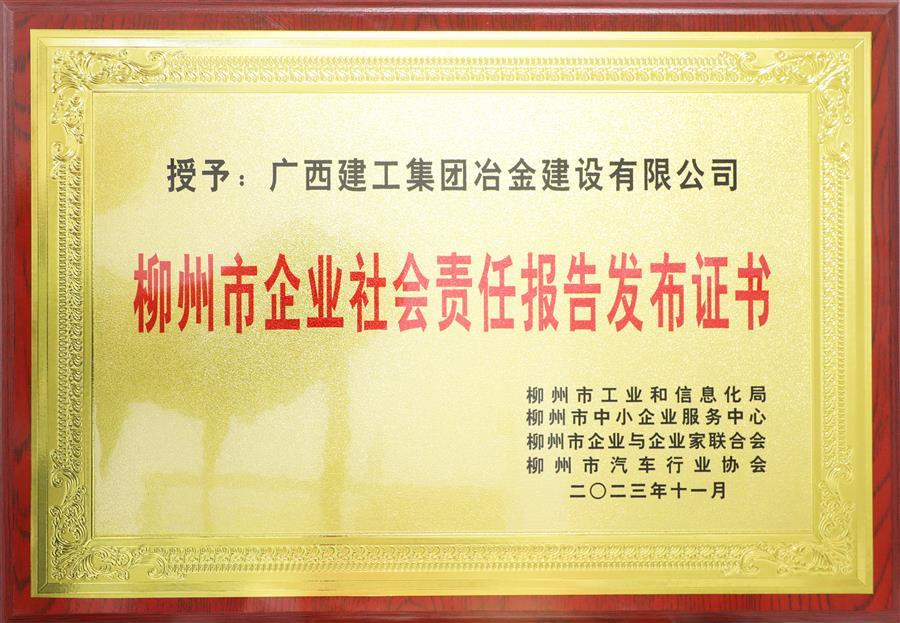 授予：广西建工集团冶金建设有限公司
柳州市企业社会责任报告发布证书
柳州市工业和信息化局
柳州市中小企业服务中心
柳州市企业与企业家联合会
柳州市汽车行业协会
二〇二三年十一月